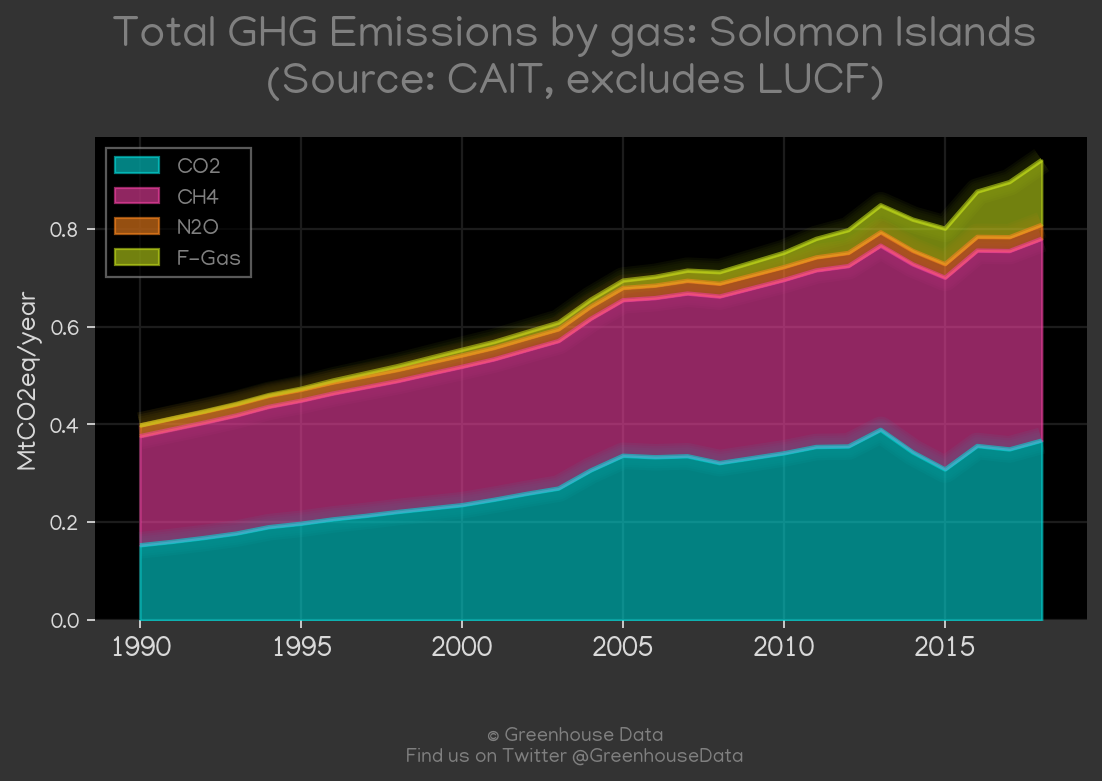 Total GHG Emissions by gas: Solomon Islands
(Source: CAIT, excludes LUCF)
CO2
CH4
N2O
F-Gas
MtCO2eq/year
0.8
0.6
0.4
0.2
0.0
1990 1995 2000 2005 2010 2015
© Greenhouse Data
Find us on Twitter @GreenhouseData